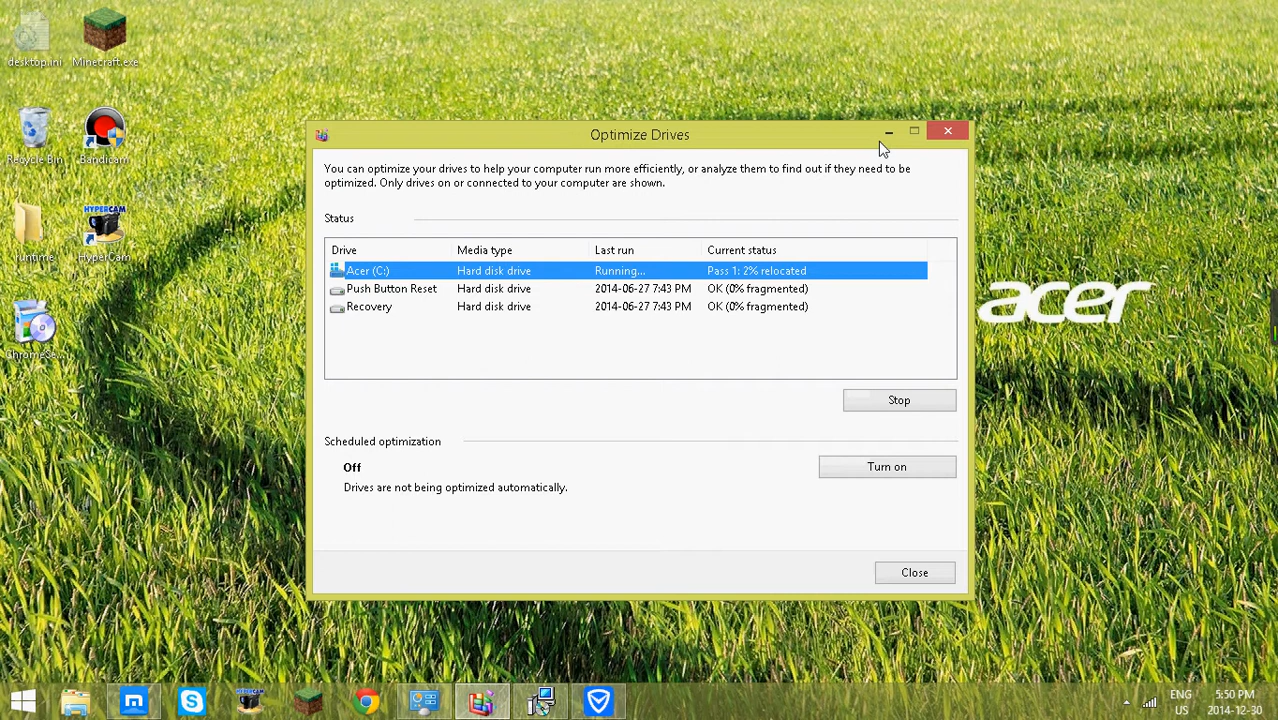 desktop.ini
Minecraft.exe
Recycle Bin
Bandicam
HYPERCAM
runtime
HyperCam
ChromeSe...
Optimize Drives
You can optimize your drives to help your computer run more efficiently, or analyze them to find out if they need to be
optimized. Only drives on or connected to your computer are shown.
Status
Drive Media type Last run Current status
Acer (C:) Hard disk drive Running... Pass 1: 2% relocated
Push Button Reset Hard disk drive 2014-06-27 7:43 PM OK (0% fragmented)
Recovery Hard disk drive 2014-06-27 7:43 PM OK (0% fragmented)
acer
Stop
Scheduled optimization
Off
Turn on
Drives are not being optimized automatically.
Close
HYPERCAM
ENG
US
5:50 PM
2014-12-30